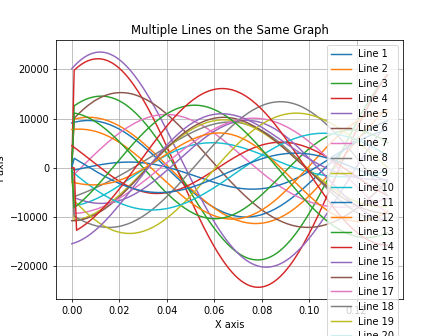 Multiple Lines on the Same Graph
20000
10000
0
−10000
−20000
0.00
0.02
0.04
0.06
0.08
0.10
X axis
Line 1
Line 2
Line 3
Line 4
Line 5
Line 6
Line 7
Line 8
Line 9
Line 10
Line 11
Line 12
Line 13
Line 14
Line 15
Line 16
Line 17
Line 18
Line 19
Line 20